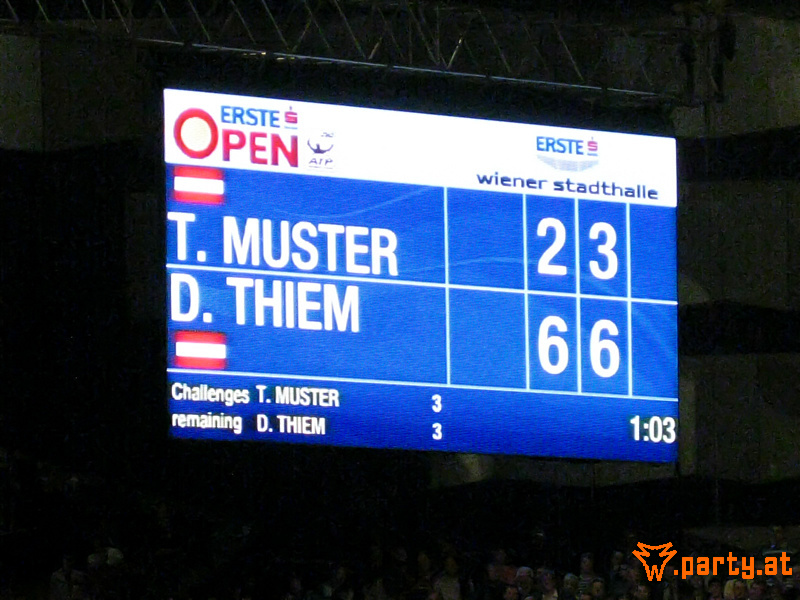 ERSTE S
OPEN
ATP
ERSTE S
wiener stadthalle
T. MUSTER 2 3
D. THIEM 6 6
Challenges T. MUSTER 3
remaining D. THIEM 3
1:03
w.party.at